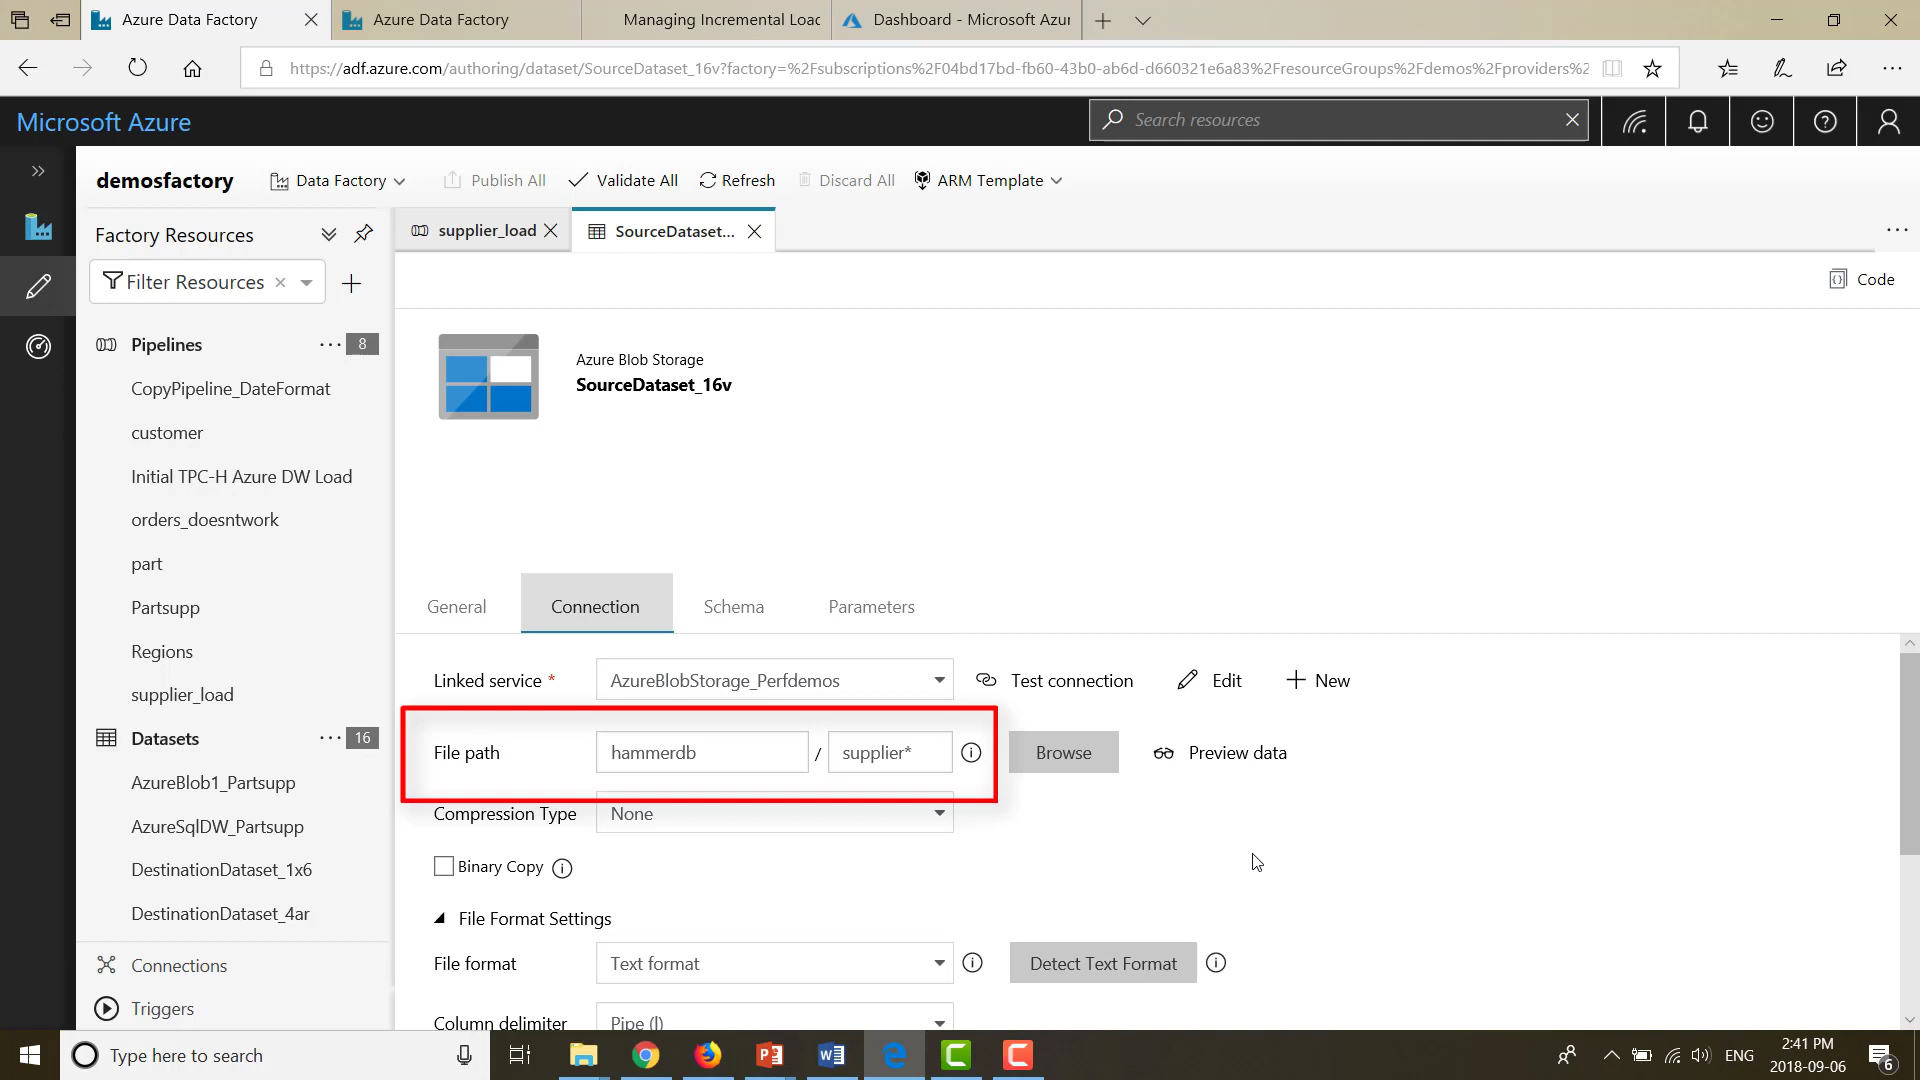 Azure Data Factory
Azure Data Factory
Managing Incremental Loac
Dashboard - Microsoft Azur
https://adf.azure.com/authoring/dataset/SourceDataset_16v?factory=%2Fsubscriptions%2F04bd17bd-fb60-43b0-ab6d-d660321e6a83%2FresourceGroups%2Fdemos%2Fproviders%2
Microsoft Azure
Search resources
demosfactory
Data Factory
Publish All
Validate All
Refresh
Discard All
ARM Template
Factory Resources
supplier_load
SourceDataset...
Filter Resources
Code
Azure Blob Storage
SourceDataset_16v
Pipelines
8
CopyPipeline_DateFormat
customer
Initial TPC-H Azure DW Load
orders_doesntwork
part
Partsupp
Regions
supplier_load
Datasets
16
AzureBlob1_Partsupp
AzureSqlDW_Partsupp
DestinationDataset_1x6
DestinationDataset_4ar
Connections
Triggers
General
Connection
Schema
Parameters
Linked service *
AzureBlobStorage_Perfdemos
Test connection
Edit
New
File path
hammerdb
/
supplier*
Browse
Preview data
Compression Type
None
Binary Copy
File Format Settings
File format
Text format
Detect Text Format
Column delimiter
Pipe (|)
Type here to search
ENG
2:41 PM
2018-09-06
6